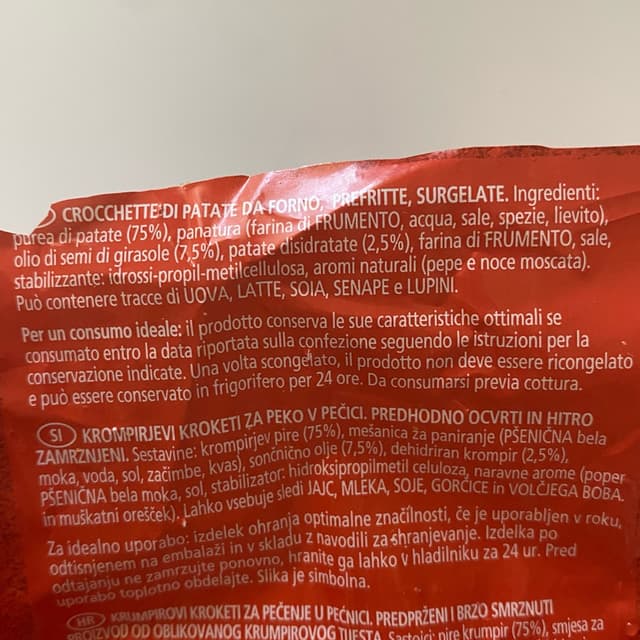 CROCCHETTE DI PATATE DA FORNO, PREFRITTE, SURGELATE. Ingredienti:
purea di patate (75%), panatura (farina di FRUMENTO, acqua, sale, spezie, lievito),
olio di semi di girasole (7,5%), patate disidratate (2,5%), farina di FRUMENTO, sale,
stabilizzante: idrossi-propil-metilcellulosa, aromi naturali (pepe e noce moscata).
Può contenere tracce di UOVA, LATTE, SOIA, SENAPE e LUPINI.
Per un consumo ideale: il prodotto conserva le sue caratteristiche ottimali se
consumato entro la data riportata sulla confezione seguendo le istruzioni per la
conservazione indicate. Una volta scongelato, il prodotto non deve essere ricongelato
e può essere conservato in frigorifero per 24 ore. Da consumarsi previa cottura.
SI KROMPIRJEVI KROKETI ZA PEKO V PEČICI. PREDHODNO OCVRTI IN HITRO
ZAMRZNJENI. Sestavine: krompirjev pire (75%), mešanica za paniranje (PŠENIČNA bela
moka, voda, sol, začimbe, kvas), sončnično olje (7,5%), dehidriran krompir (2,5%),
PŠENIČNA bela moka, sol, stabilizator: hidroksipropilmetil celuloza, naravne arome (poper
in muškatni orešček). Lahko vsebuje sledi JAJC, MLEKA, SOJE, GORČICE in VOLČJEGA BOBA.
Za idealno uporabo: izdelek ohranja optimalne značilnosti, če je uporabljen v roku,
odtisnjenem na embalaži in v skladu z navodili za shranjevanje. Izdelka po
odtajanju ne zamrzujte ponovno, hranite ga lahko v hladilniku za 24 ur. Pred
uporabo toplotno obdelajte. Slika je simbolna.
HR KRUMPIROVI KROKETI ZA PEČENJE U PEĆNICI. PREDPRŽENI I BRZO SMRZNUTI
PROIZVOD OD OBLIKOVANOG KRUMPIROVOG TIJESTA. Sastojci: pire krumpir (75%), smjesa za